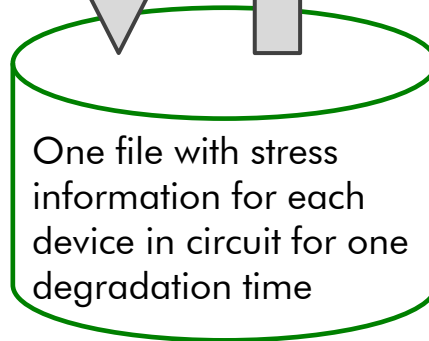 One file with stress
information for each
device in circuit for one
degradation time